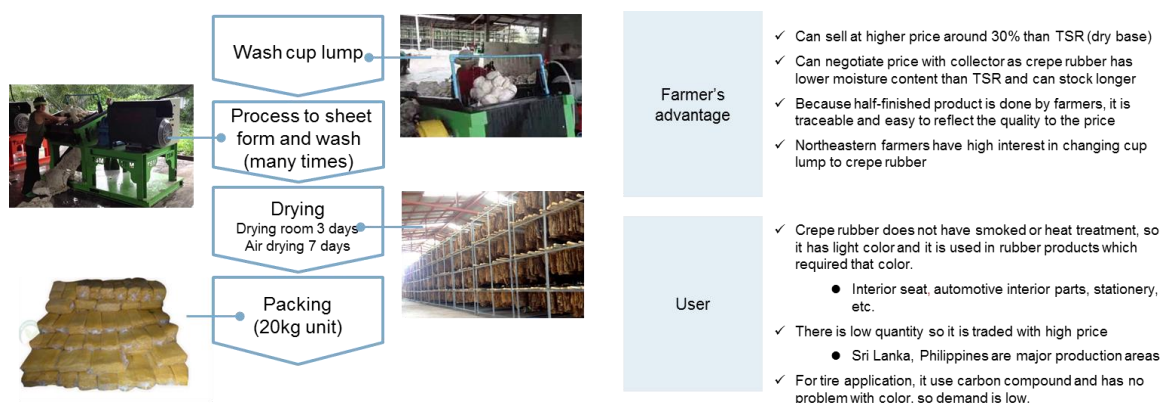 Wash cup lump
Process to sheet
form and wash
(many times)
Drying
Drying room 3 days
Air drying 7 days
Packing
(20kg unit)
Farmer's
advantage
✓ Can sell at higher price around 30% than TSR (dry base)
✓ Can negotiate price with collector as crepe rubber has
lower moisture content than TSR and can stock longer
✓ Because half-finished product is done by farmers, it is
traceable and easy to reflect the quality to the price
✓ Northeastern farmers have high interest in changing cup
lump to crepe rubber
User
✓ Crepe rubber does not have smoked or heat treatment, so
it has light color and it is used in rubber products which
required that color.
● Interior seat, automotive interior parts, stationery,
etc.
✓ There is low quantity so it is traded with high price
● Sri Lanka, Philippines are major production areas
✓ For tire application, it use carbon compound and has no
problem with color, so demand is low.